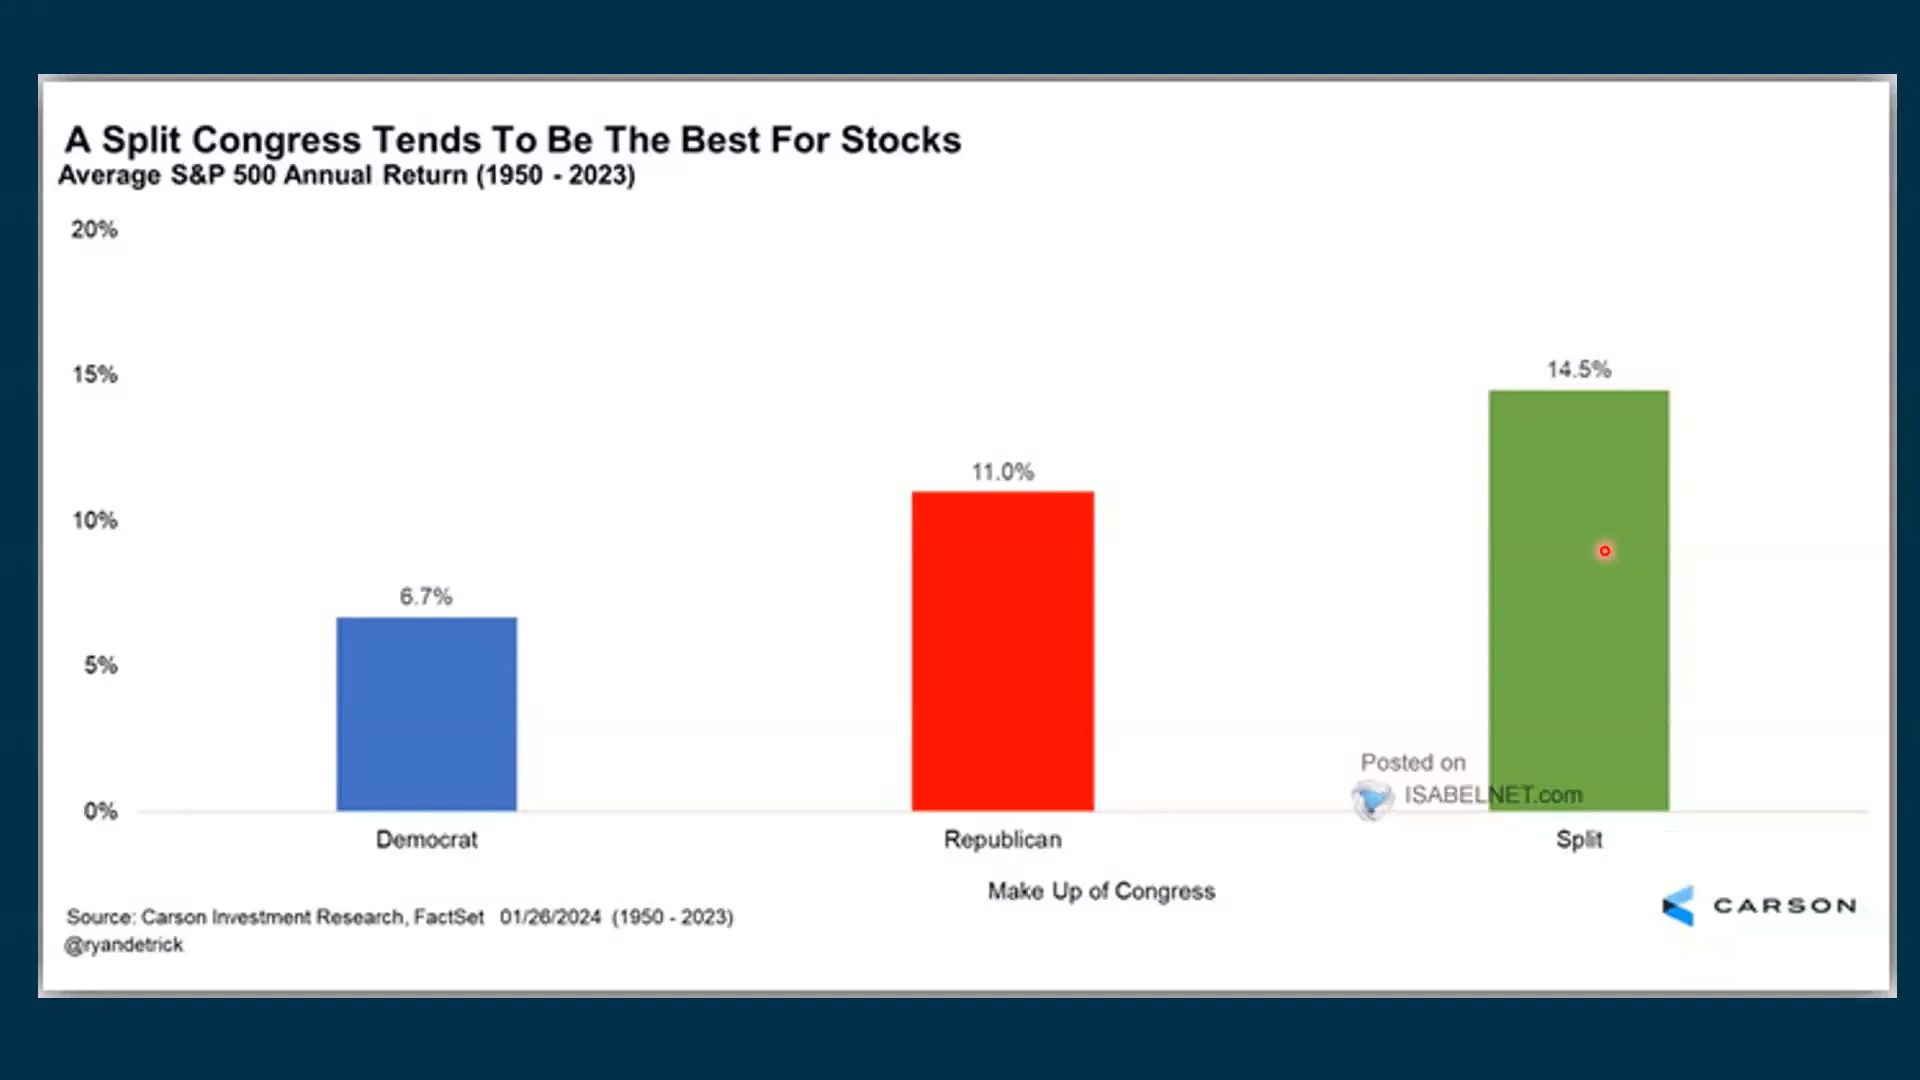 A Split Congress Tends To Be The Best For Stocks
Average S&P 500 Annual Return (1950 - 2023)
20%
15%
10%
5%
0%
6.7%
11.0%
14.5%
Democrat
Republican
Split
Make Up of Congress
Posted on
ISABELNET.com
Source: Carson Investment Research, FactSet 01/26/2024 (1950 - 2023)
@ryandetrick
CARSON